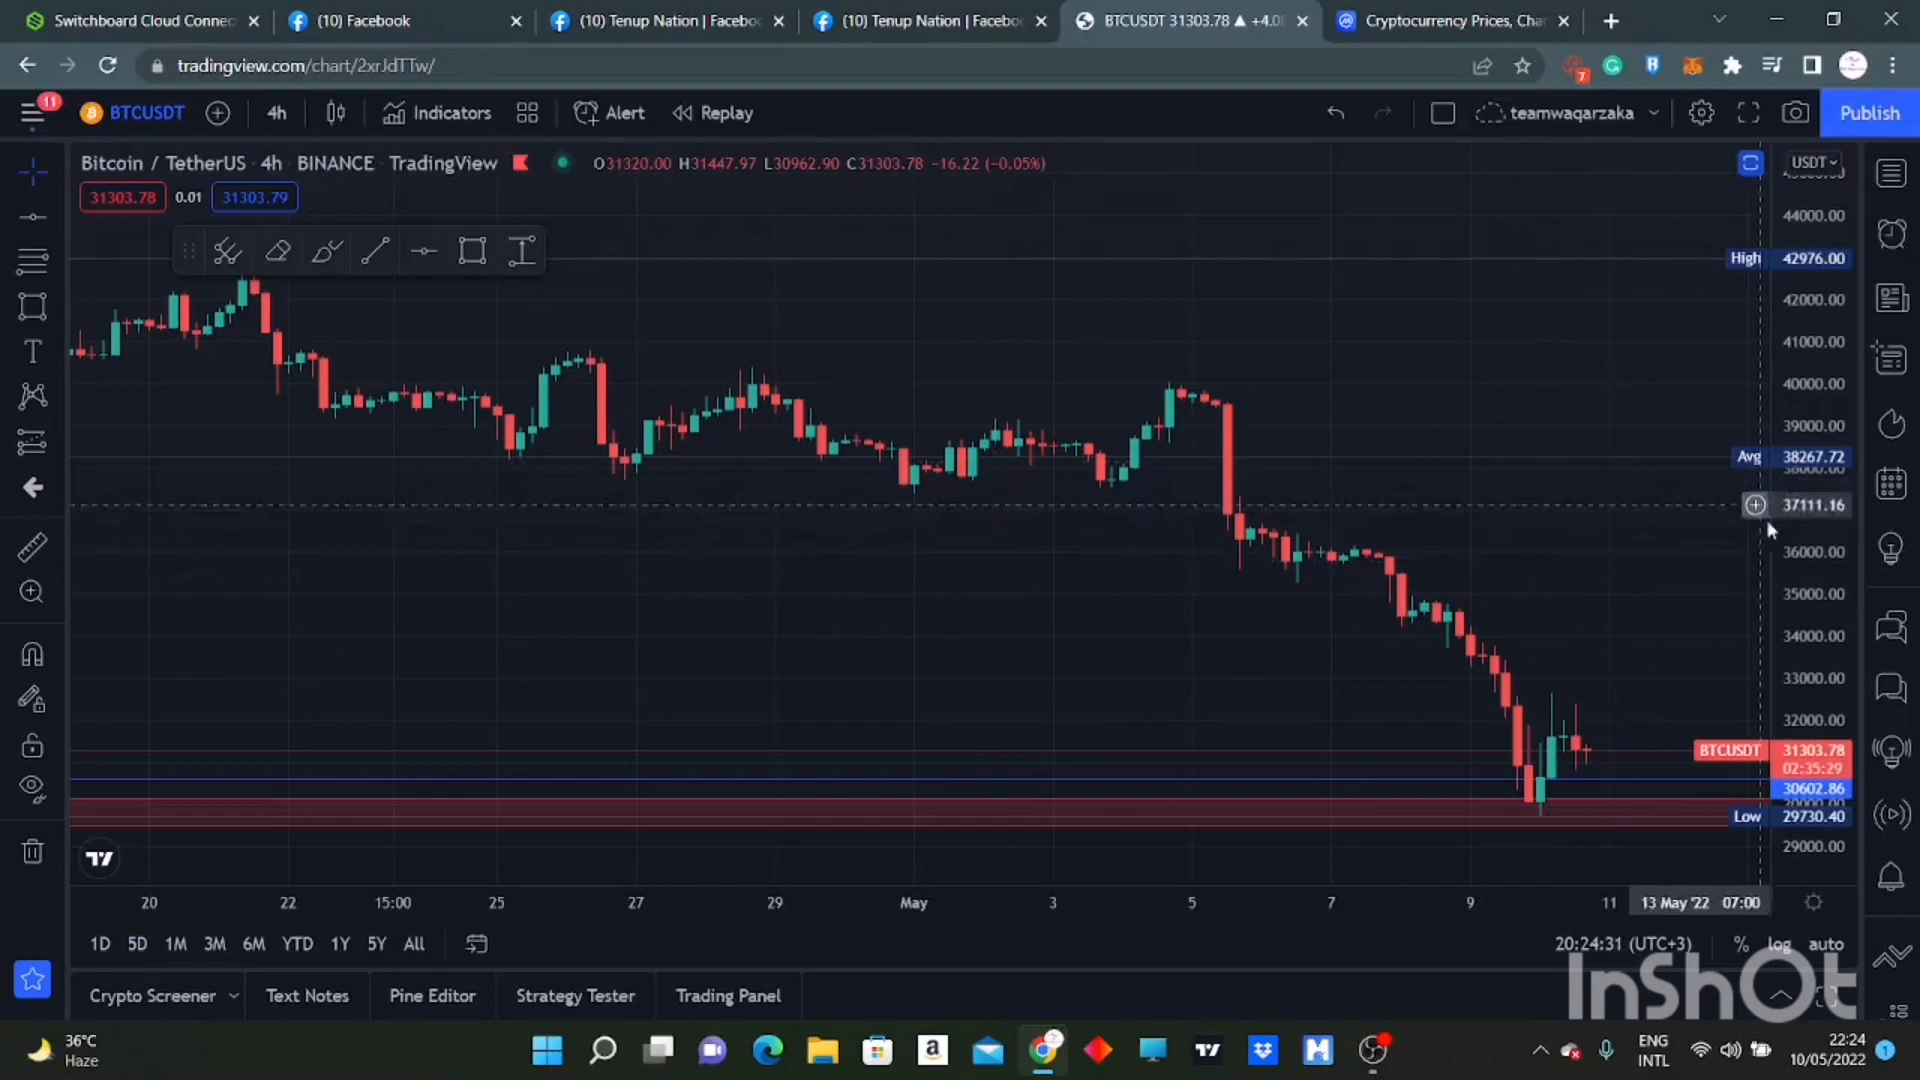 Switchboard Cloud Connec
(10) Facebook
(10) Tenup Nation | Facebo
(10) Tenup Nation | Facebo
BTCUSDT 31303.78 ▲ +4.0
Cryptocurrency Prices, Cha
tradingview.com/chart/2xrJdTTw/
7
11
BTCUSDT
4h
Indicators
Alert
Replay
teamwaqarzaka
Publish
Bitcoin / TetherUS 4h BINANCE TradingView
O31320.00 H31447.97 L30962.90 C31303.78 −16.22 (−0.05%)
USDT
31303.78 0.01 31303.79
44000.00
High 42976.00
42000.00
41000.00
40000.00
39000.00
Avg 38267.72
38000.00
37111.16
36000.00
35000.00
34000.00
33000.00
32000.00
BTCUSDT 31303.78
02:35:29
30602.86
Low 29730.40
29000.00
20 22 15:00 25 27 29 May 3 5 7 9 11 13 May '22 07:00
1D 5D 1M 3M 6M YTD 1Y 5Y All
20:24:31 (UTC+3) % log auto
InShOt
Crypto Screener Text Notes Pine Editor Strategy Tester Trading Panel
36°C
Haze
ENG
INTL
22:24
10/05/2022
1